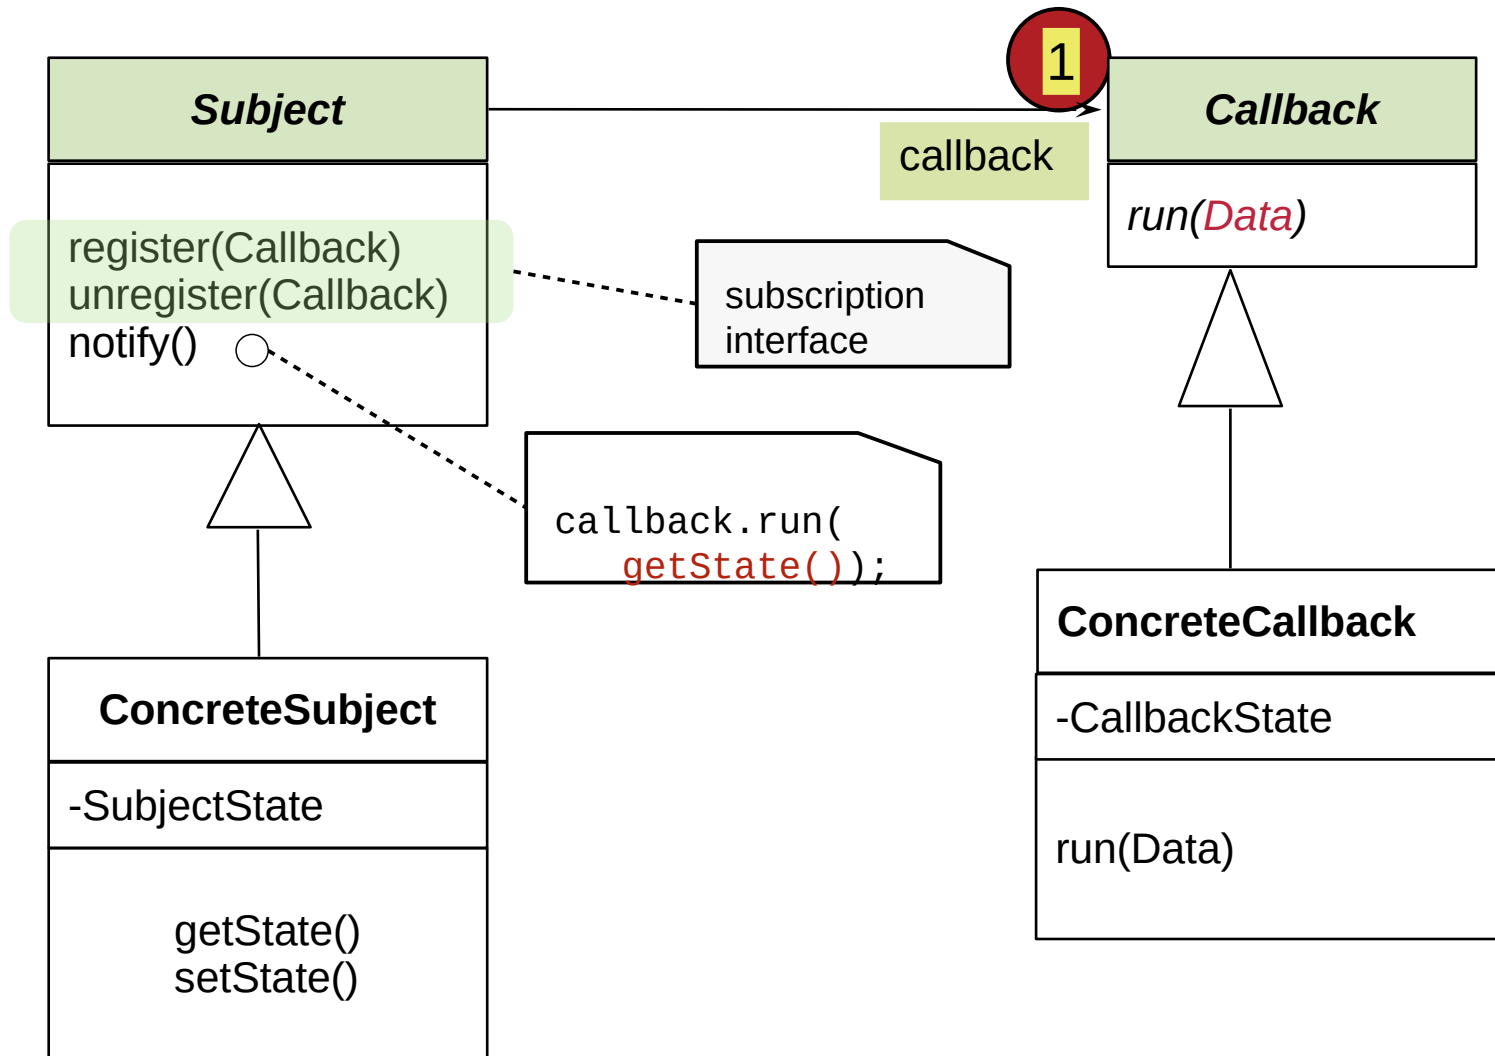 Subject
register(Callback)
unregister(Callback)
notify()
1
callback
Callback
run(Data)
subscription
interface
callback.run(
getState());
ConcreteSubject
-SubjectState
getState()
setState()
ConcreteCallback
-CallbackState
run(Data)